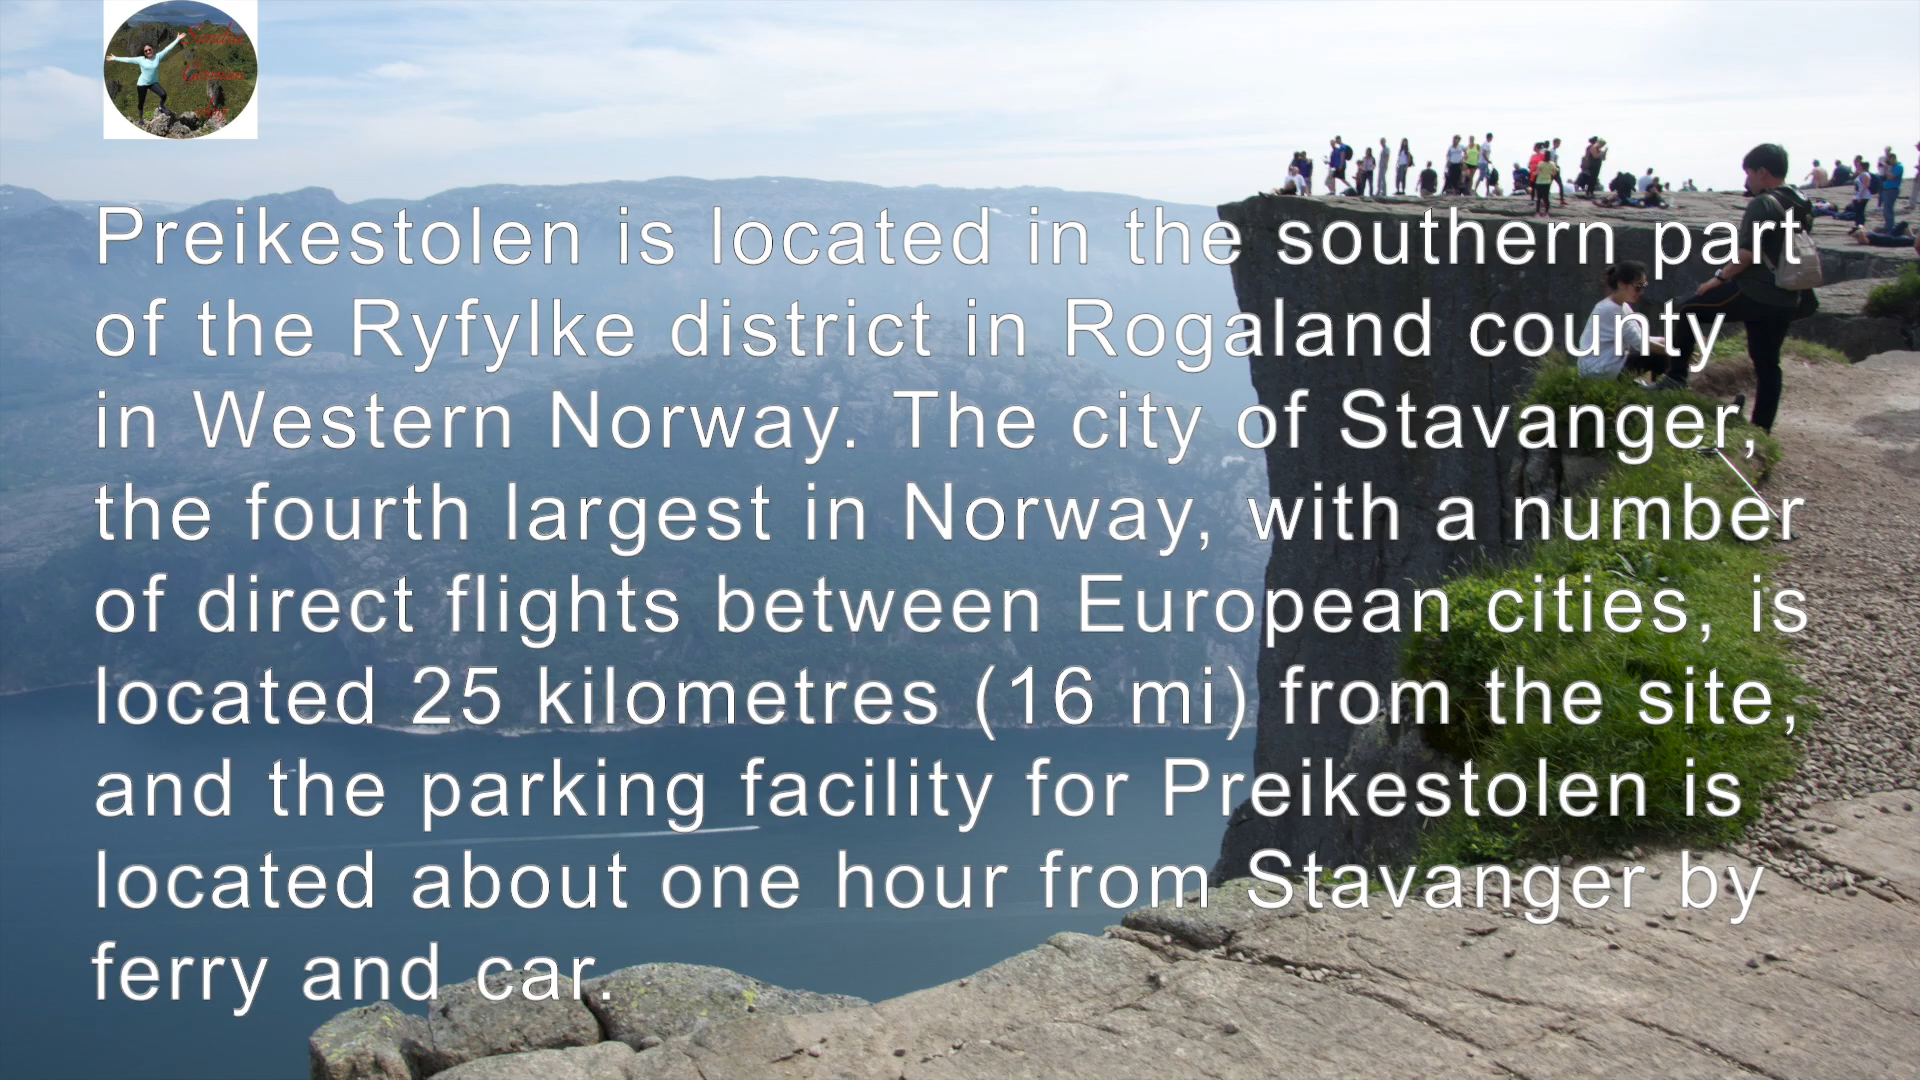 Preikestolen is located in the southern part
of the Ryfylke district in Rogaland county
in Western Norway. The city of Stavanger,
the fourth largest in Norway, with a number
of direct flights between European cities, is
located 25 kilometres (16 mi) from the site,
and the parking facility for Preikestolen is
located about one hour from Stavanger by
ferry and car.